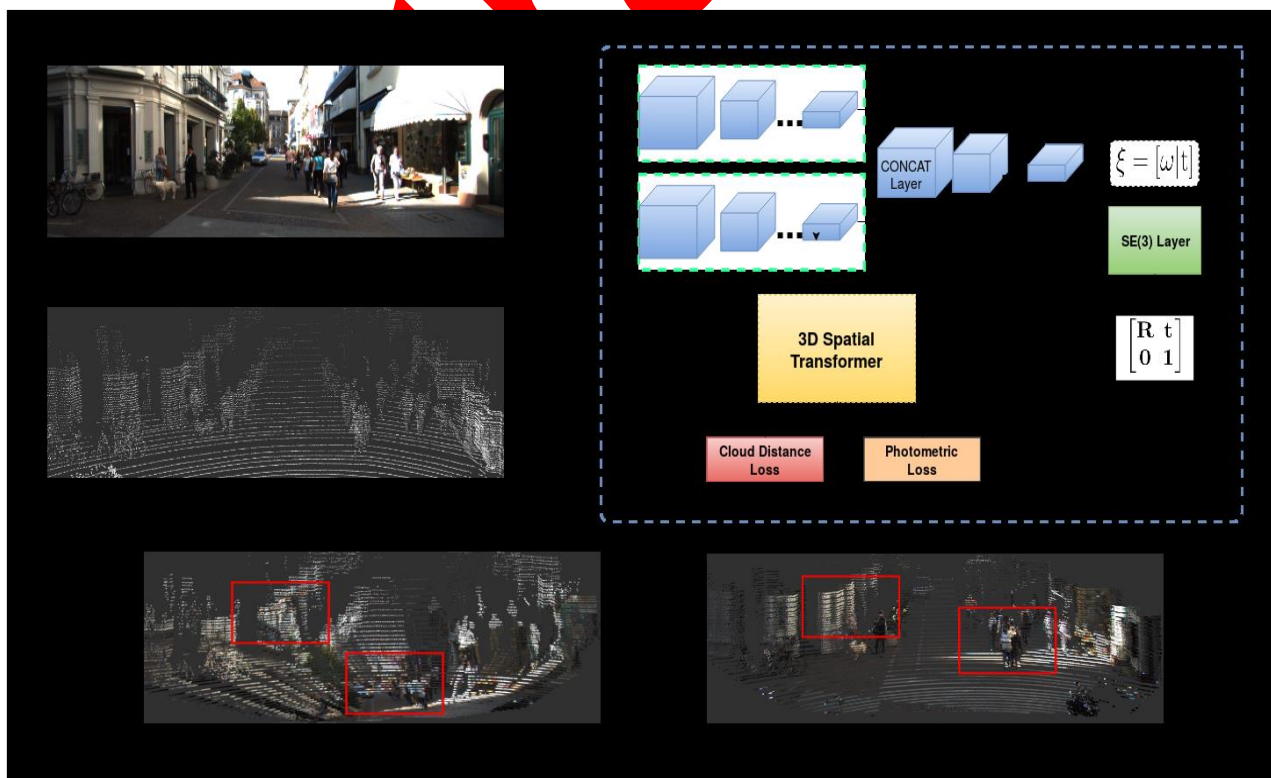 CONCAT
Layer
ξ = [ω|t]
SE(3) Layer
3D Spatial
Transformer
[R t
0 1]
Cloud Distance
Loss
Photometric
Loss